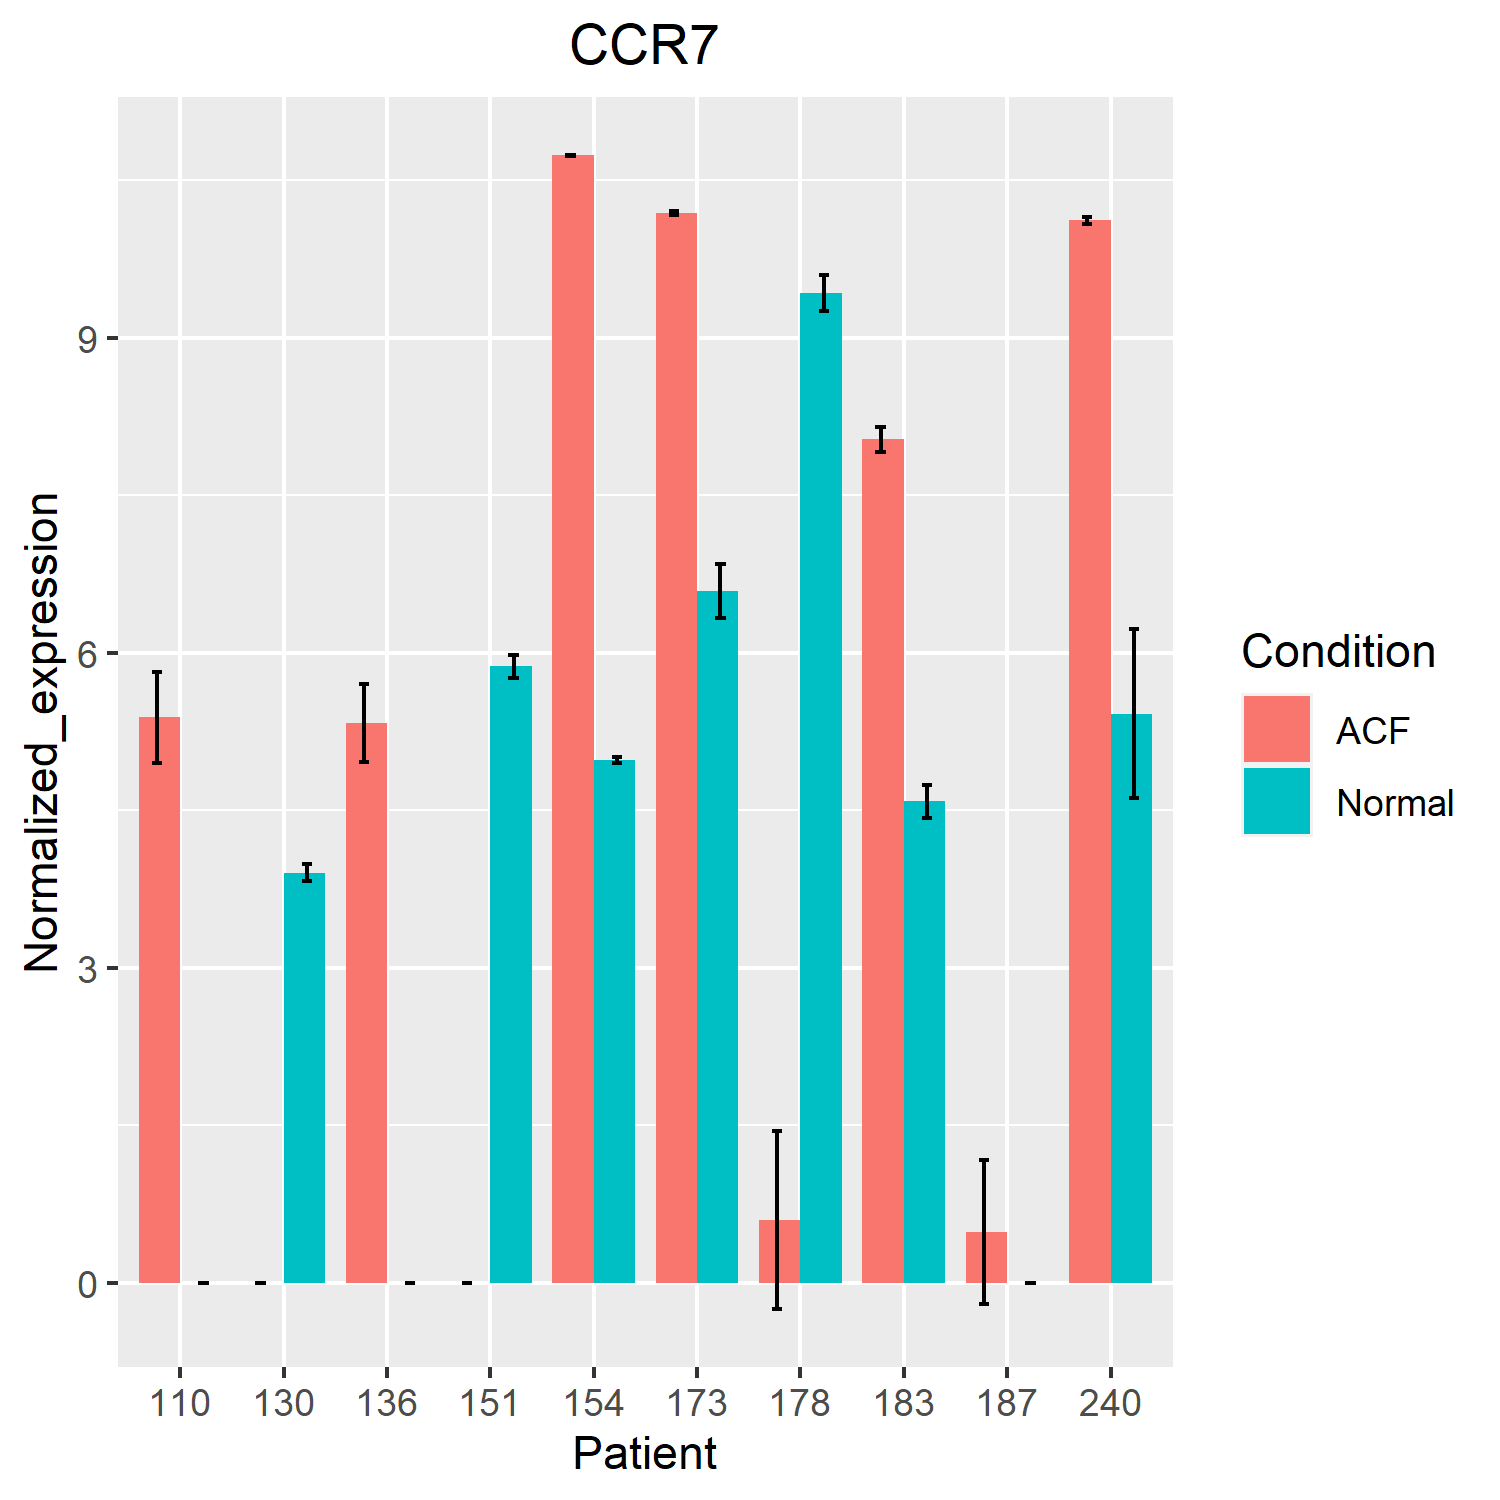 CCR7
Normalized_expression
9
6
3
0
110 130 136 151 154 173 178 183 187 240
Patient
Condition
ACF
Normal